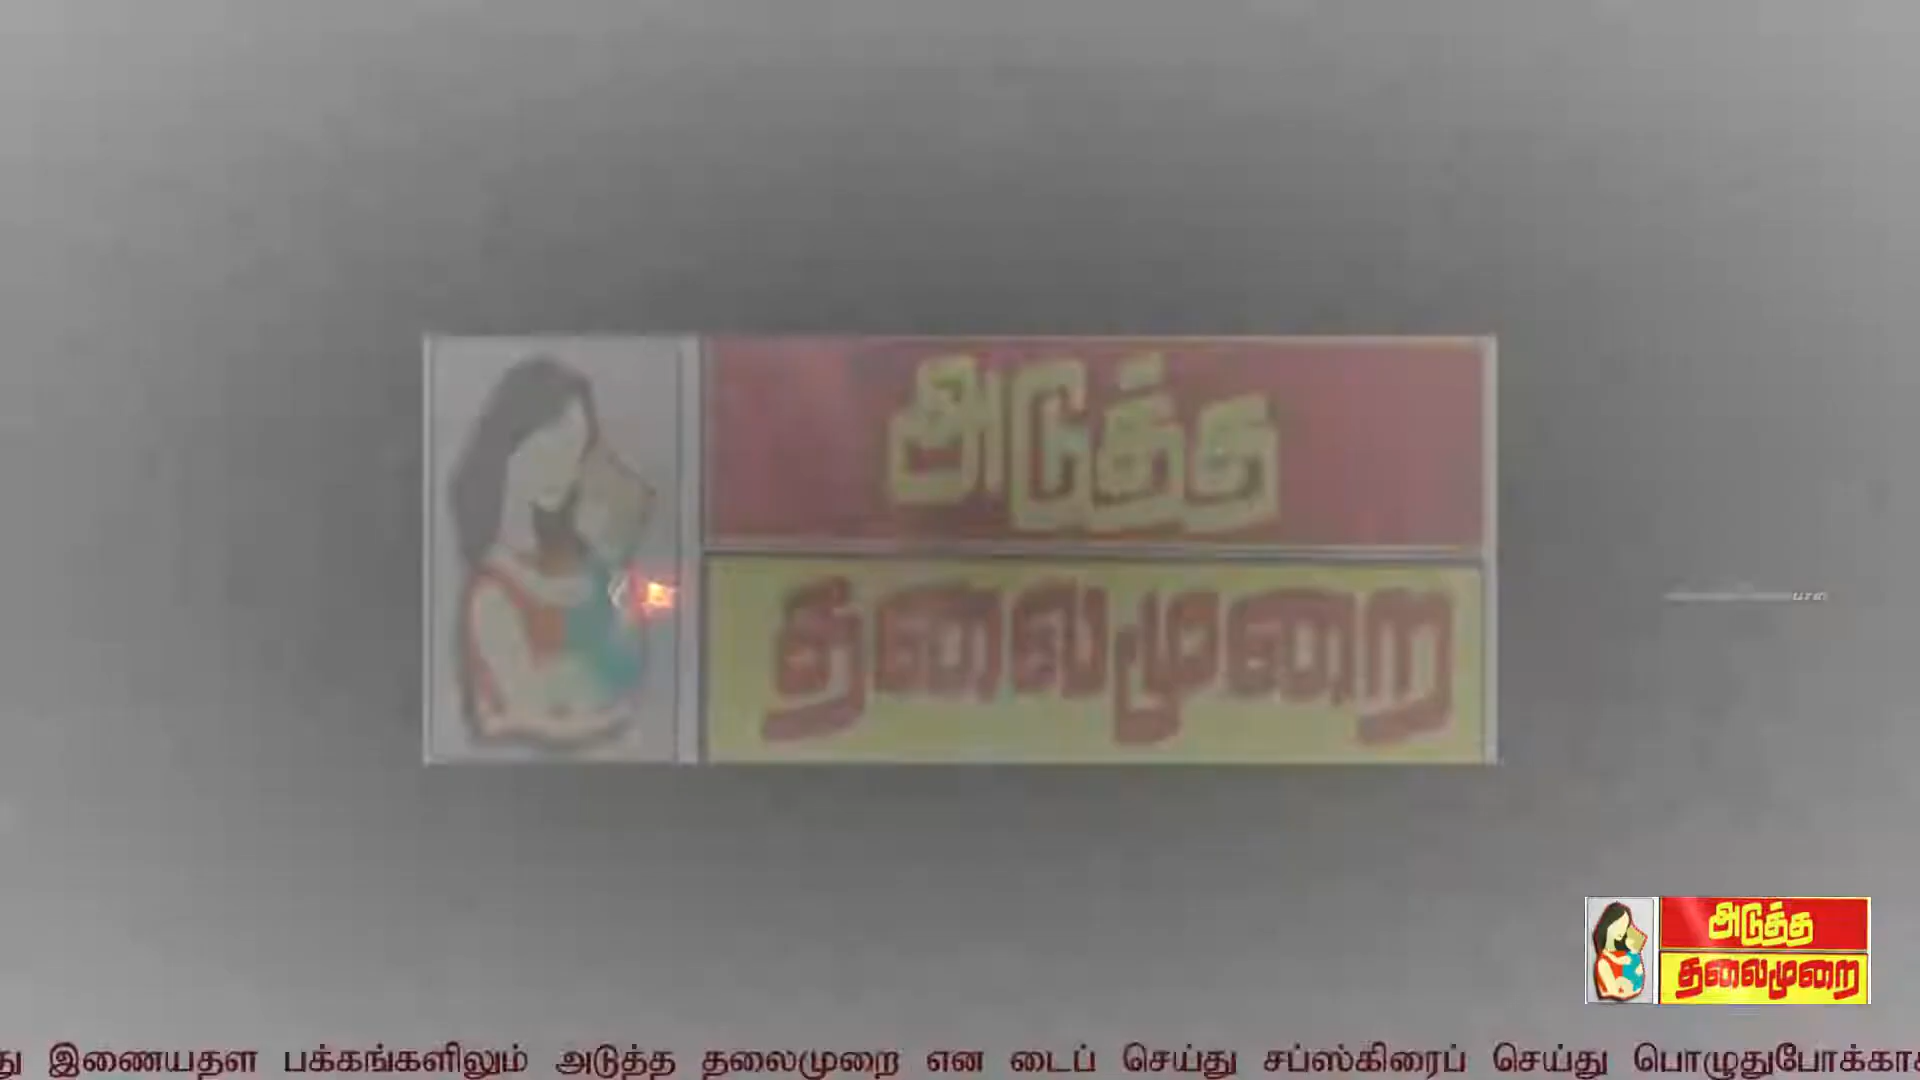 அடுத்த
தலைமுறை
அடுத்த
தலைமுறை
து இணையதள பக்கங்களிலும் அடுத்த தலைமுறை என டைப் செய்து சப்ஸ்கிரைப் செய்து